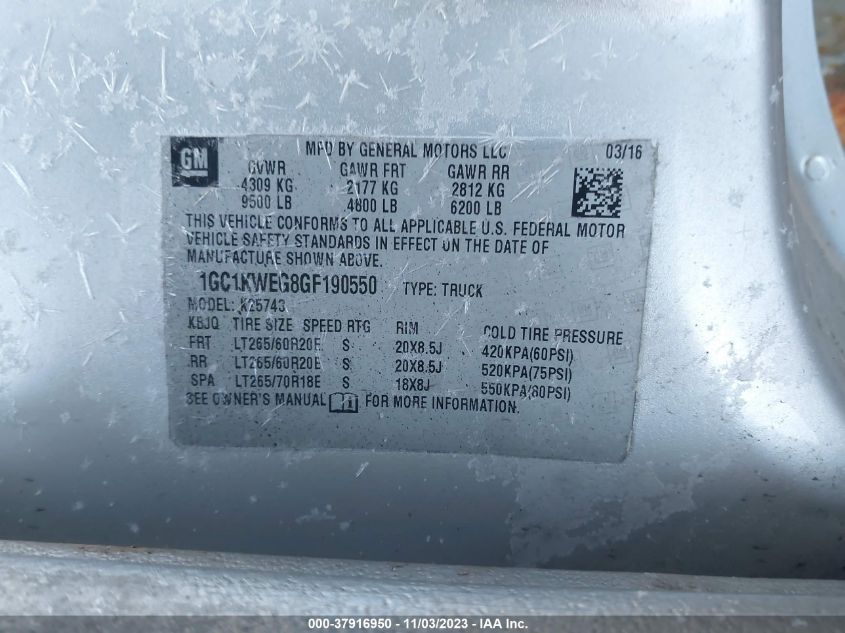 GM
MFD BY GENERAL MOTORS LLC 03/16
GVWR GAWR FRT GAWR RR
4309 KG 2177 KG 2812 KG
9500 LB 4800 LB 6200 LB
THIS VEHICLE CONFORMS TO ALL APPLICABLE U.S. FEDERAL MOTOR
VEHICLE SAFETY STANDARDS IN EFFECT ON THE DATE OF
MANUFACTURE SHOWN ABOVE.
1GC1KWEG8GF190550 TYPE: TRUCK
MODEL: K25743
KBJQ TIRE SIZE SPEED RTG RIM COLD TIRE PRESSURE
FRT LT265/60R20E S 20X8.5J 420KPA(60PSI)
RR LT265/60R20E S 20X8.5J 520KPA(75PSI)
SPA LT265/70R18E S 18X8J 550KPA(80PSI)
SEE OWNER'S MANUAL FOR MORE INFORMATION.
000-37916950 - 11/03/2023 - IAA Inc.